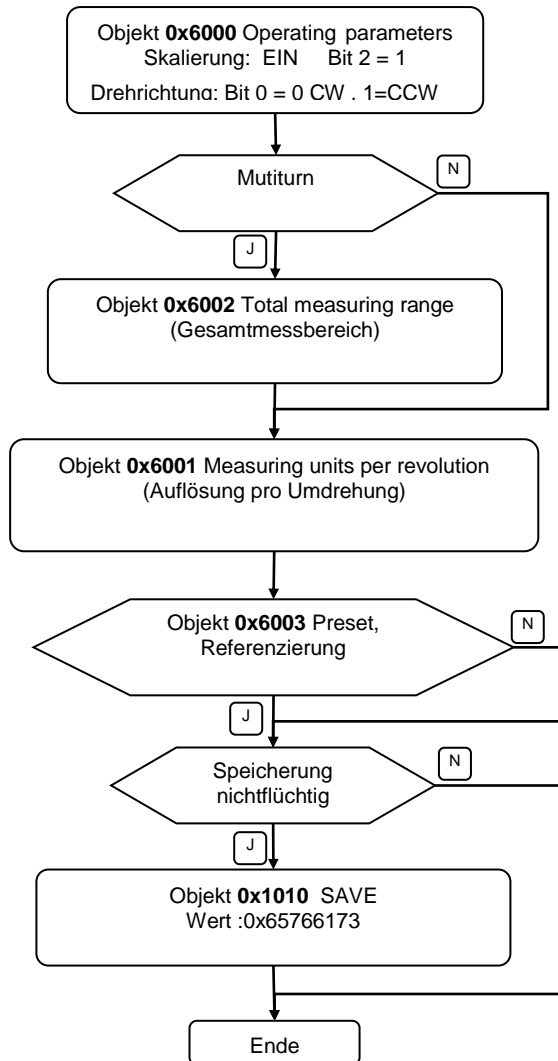 Objekt 0x6000 Operating parameters
Skalierung: EIN Bit 2 = 1
Drehrichtung: Bit 0 = 0 CW , 1=CCW
Mutiturn
N
J
Objekt 0x6002 Total measuring range
(Gesamtmessbereich)
Objekt 0x6001 Measuring units per revolution
(Auflösung pro Umdrehung)
Objekt 0x6003 Preset,
Referenzierung
N
J
Speicherung
nichtflüchtig
N
J
Objekt 0x1010 SAVE
Wert :0x65766173
Ende